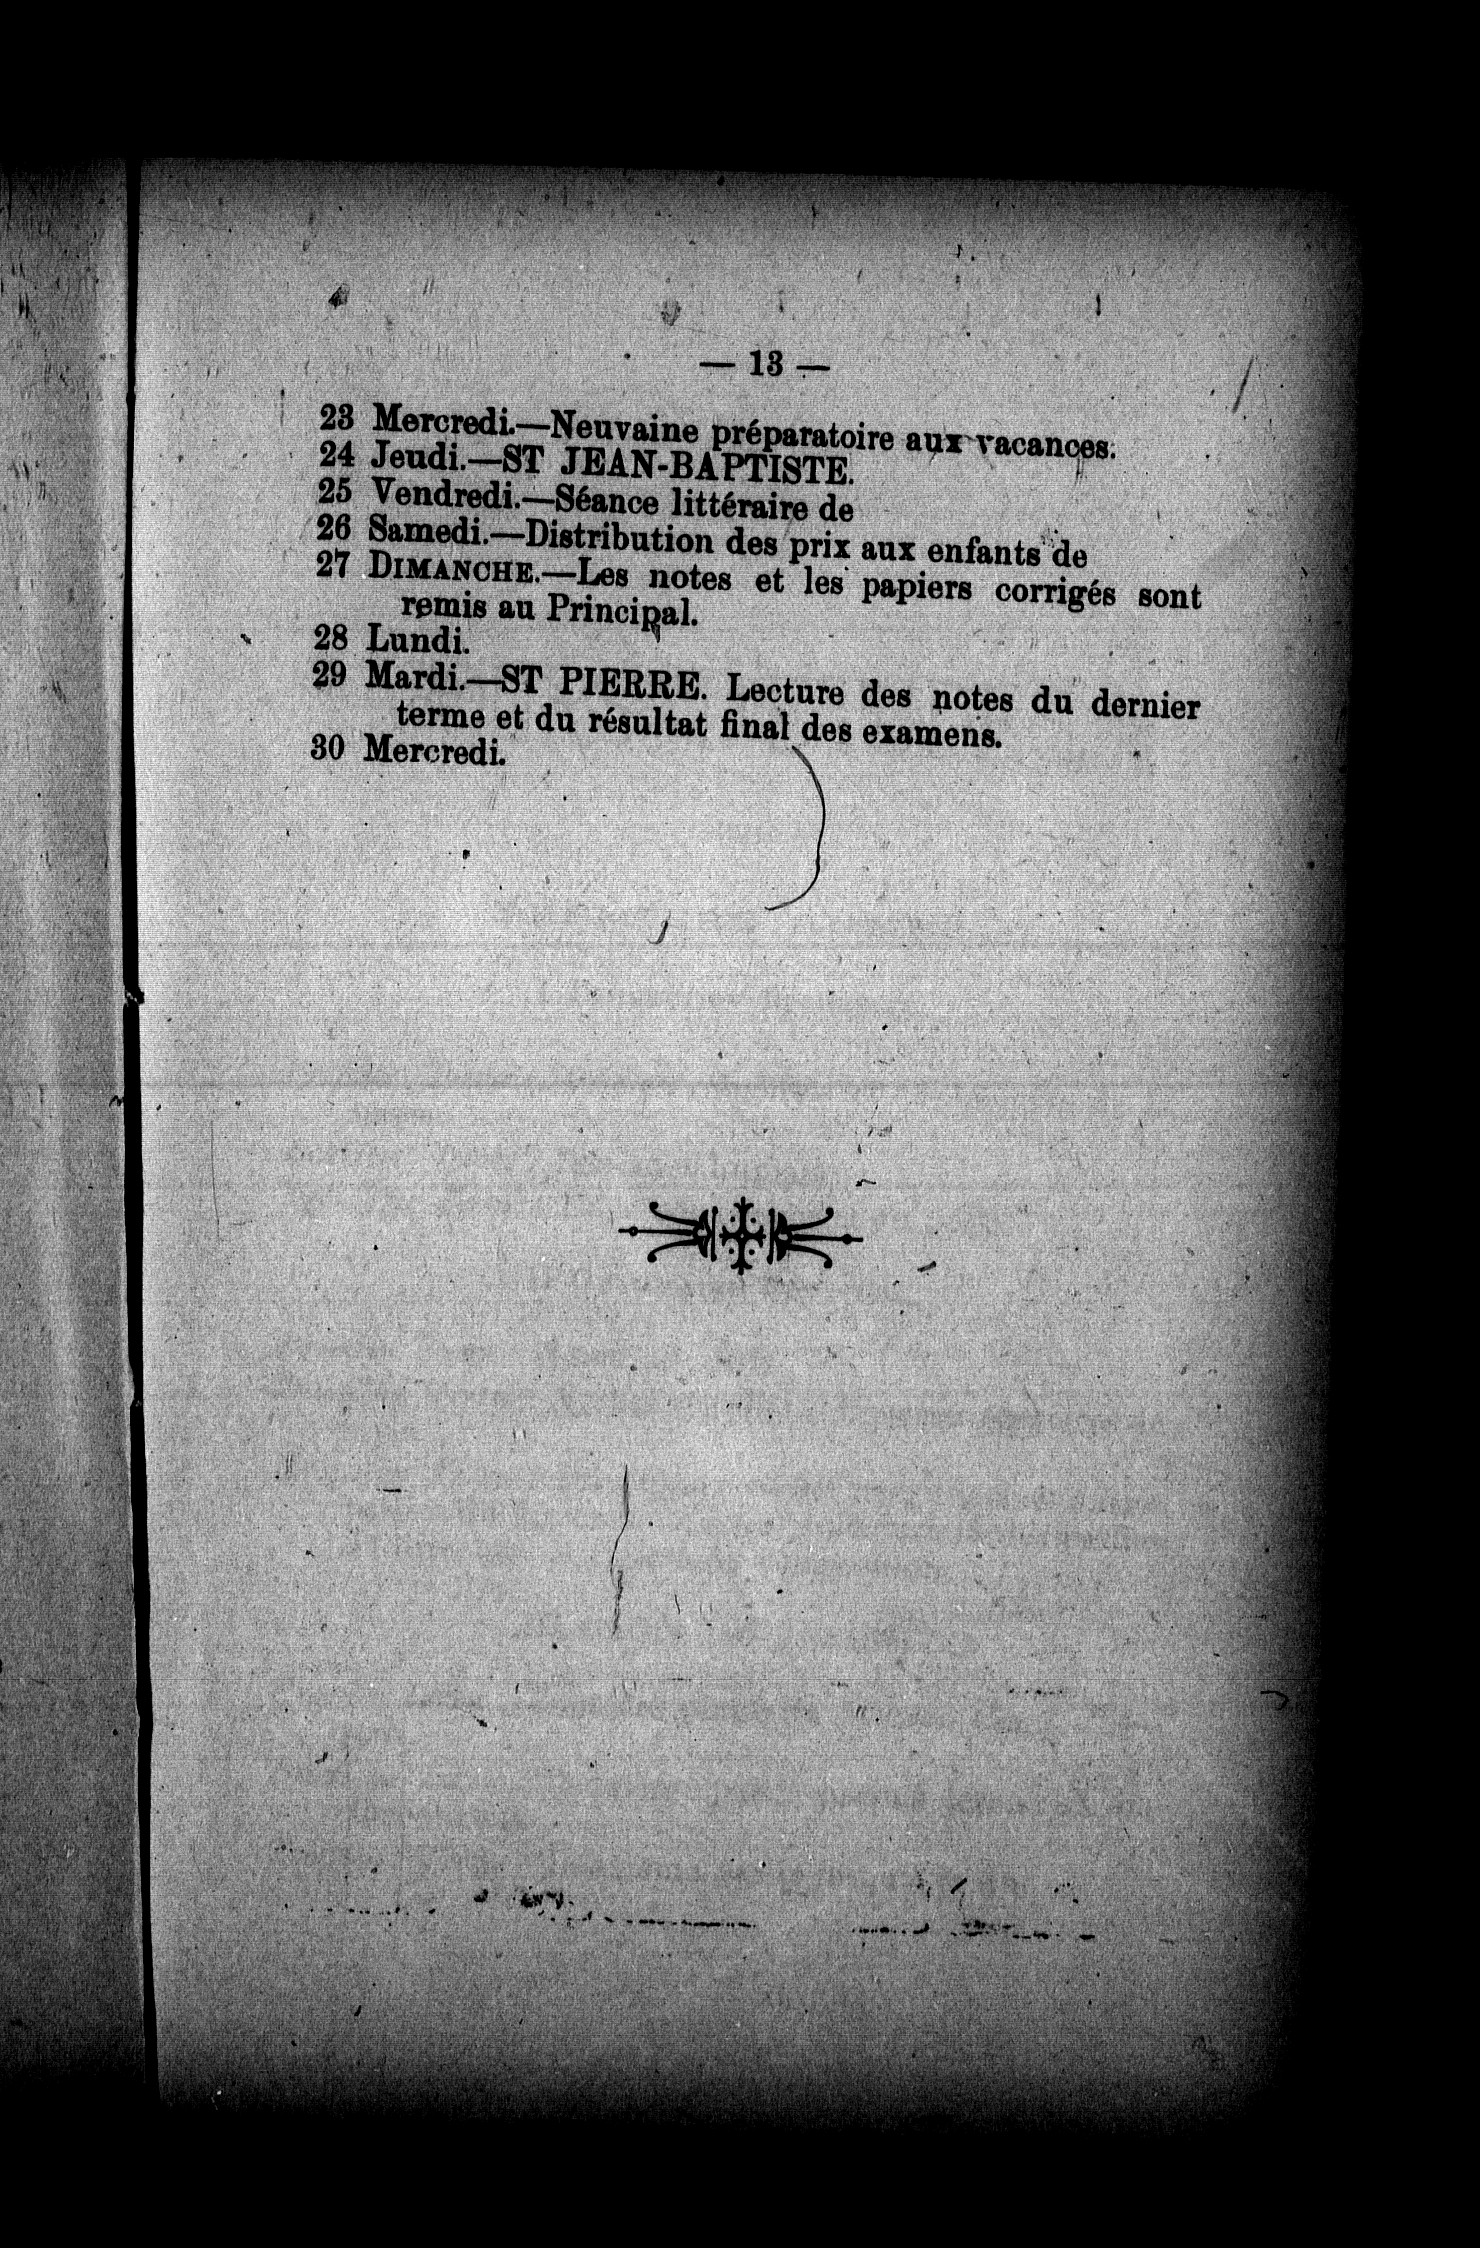 — 13 —
23 Mercredi.—Neuvaine préparatoire aux vacances.
24 Jeudi.—ST JEAN-BAPTISTE.
25 Vendredi.—Séance littéraire de
26 Samedi.—Distribution des prix aux enfants de
27 DIMANCHE.—Les notes et les papiers corrigés sont
remis au Principal.
28 Lundi.
29 Mardi.—ST PIERRE. Lecture des notes du dernier
terme et du résultat final des examens.
30 Mercredi.